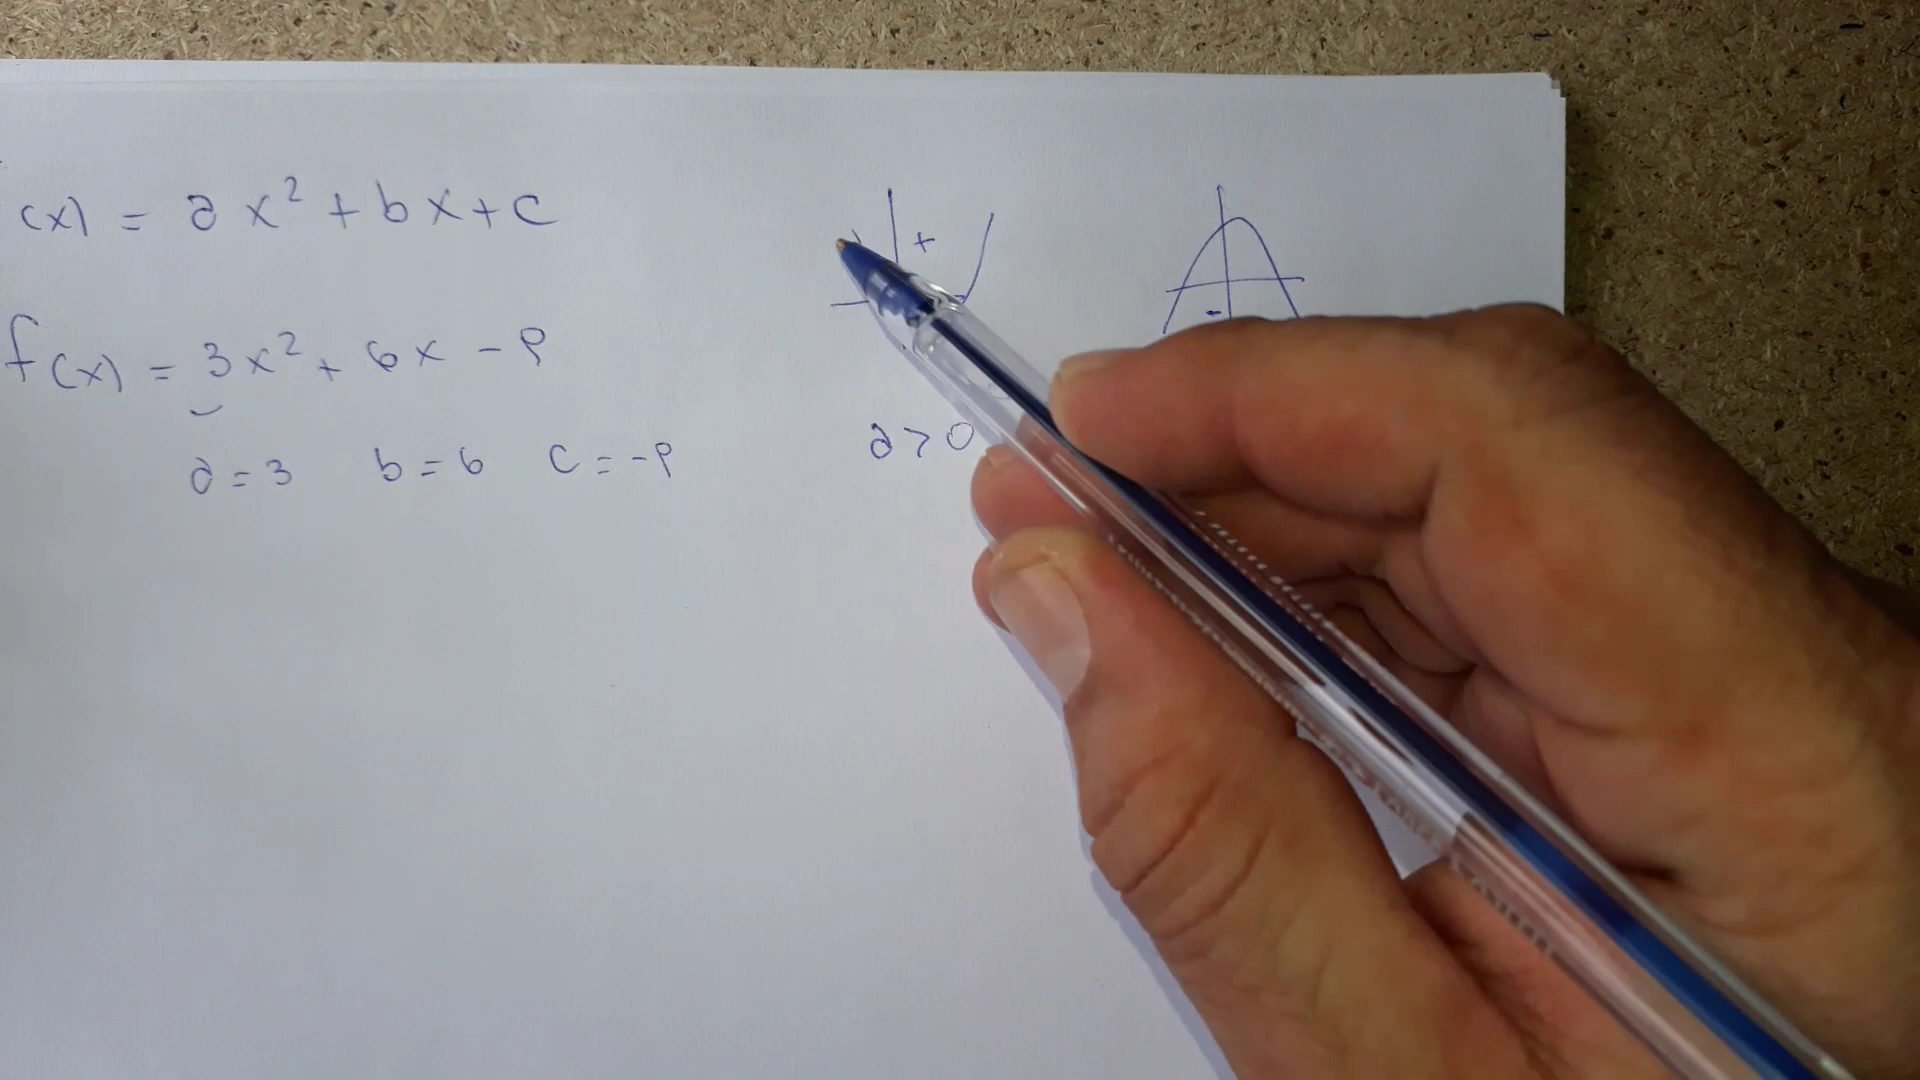 (x) = a x² + b x + c
f(x) = 3x² + 6x - 9
a = 3 b = 6 c = -9
+
-
a > 0